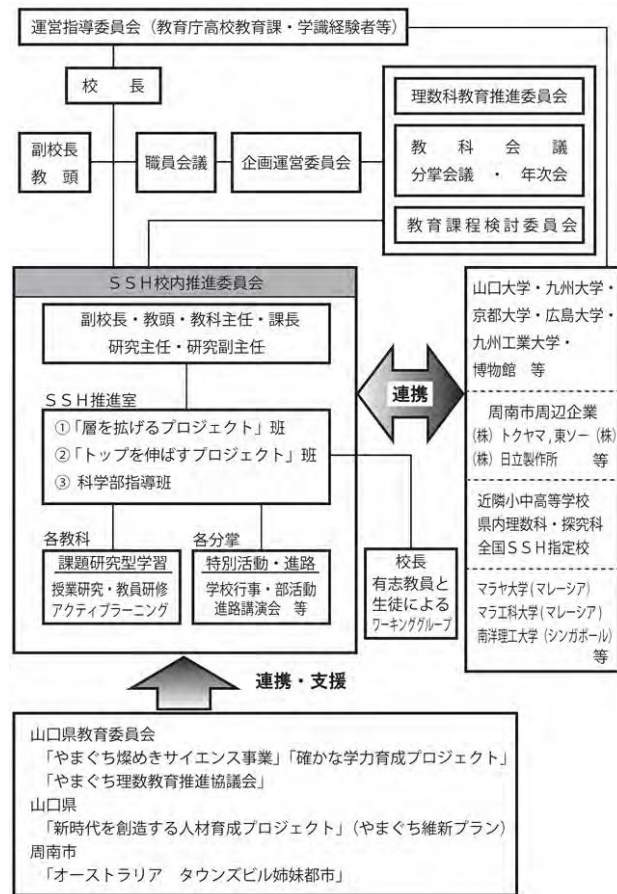 運営指導委員会（教育庁高校教育課・学識経験者等）
校　長
副校長
教　頭
職員会議
企画運営委員会
理数科教育推進委員会
教　科　会　議
分掌会議　・　年次会
教育課程検討委員会
ＳＳＨ校内推進委員会
副校長・教頭・教科主任・課長
研究主任・研究副主任
ＳＳＨ推進室
①「層を拡げるプロジェクト」班
②「トップを伸ばすプロジェクト」班
③　科学部指導班
各教科
課題研究型学習
授業研究・教員研修
アクティブラーニング
各分掌
特別活動・進路
学校行事・部活動
進路講演会　等
校長
有志教員と
生徒による
ワーキンググループ
連携
山口大学・九州大学・
京都大学・広島大学・
九州工業大学・
博物館　等
周南市周辺企業
(株) トクヤマ，東ソー (株)
(株) 日立製作所　　等
近隣小中高等学校
県内理数科・探究科
全国ＳＳＨ指定校
マラヤ大学(マレーシア)
マラ工科大学(マレーシア)
南洋理工大学(シンガポール)
等
連携・支援
山口県教育委員会
「やまぐち燦めきサイエンス事業」「確かな学力育成プロジェクト」
「やまぐち理数教育推進協議会」
山口県
「新時代を創造する人材育成プロジェクト」（やまぐち維新プラン）
周南市
「オーストラリア　タウンズビル姉妹都市」